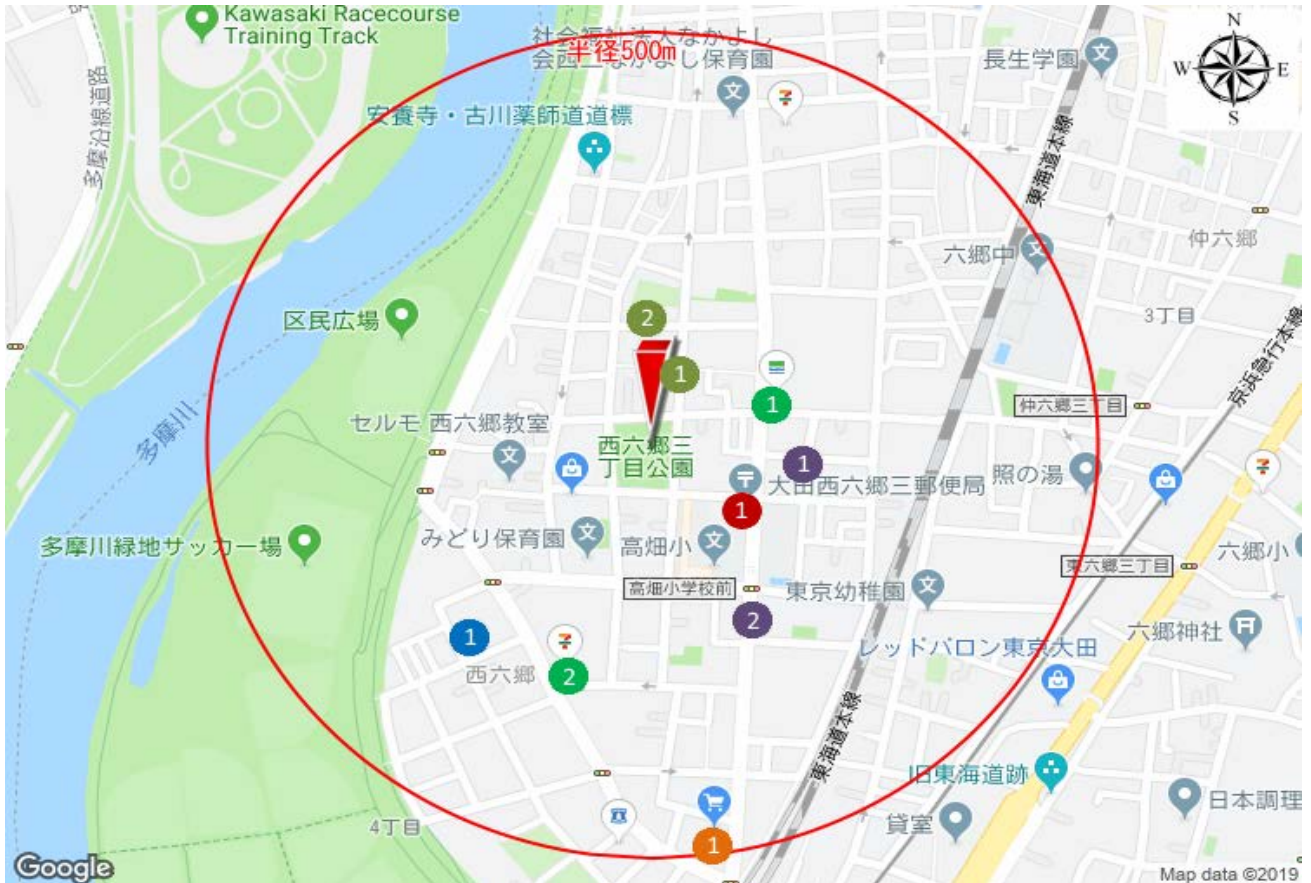 Kawasaki Racecourse
Training Track
社会福祉法人なかよし
会西六なかよし保育園
半径500m
長生学園
N
W
E
S
安養寺・古川薬師道道標
多摩沿線道路
東海道本線
六郷中
仲六郷
3丁目
区民広場
2
1
1
京浜急行本線
仲六郷三丁目
多摩川
セルモ 西六郷教室
西六郷三
丁目公園
1
大田西六郷三郵便局
照の湯
1
多摩川緑地サッカー場
みどり保育園
高畑小
六郷小
東六郷三丁目
高畑小学校前
東京幼稚園
2
1
六郷神社
レッドバロン東京大田
西六郷
2
東海道本線
旧東海道跡
日本調理
貸室
4丁目
1
Google
Map data ©2019